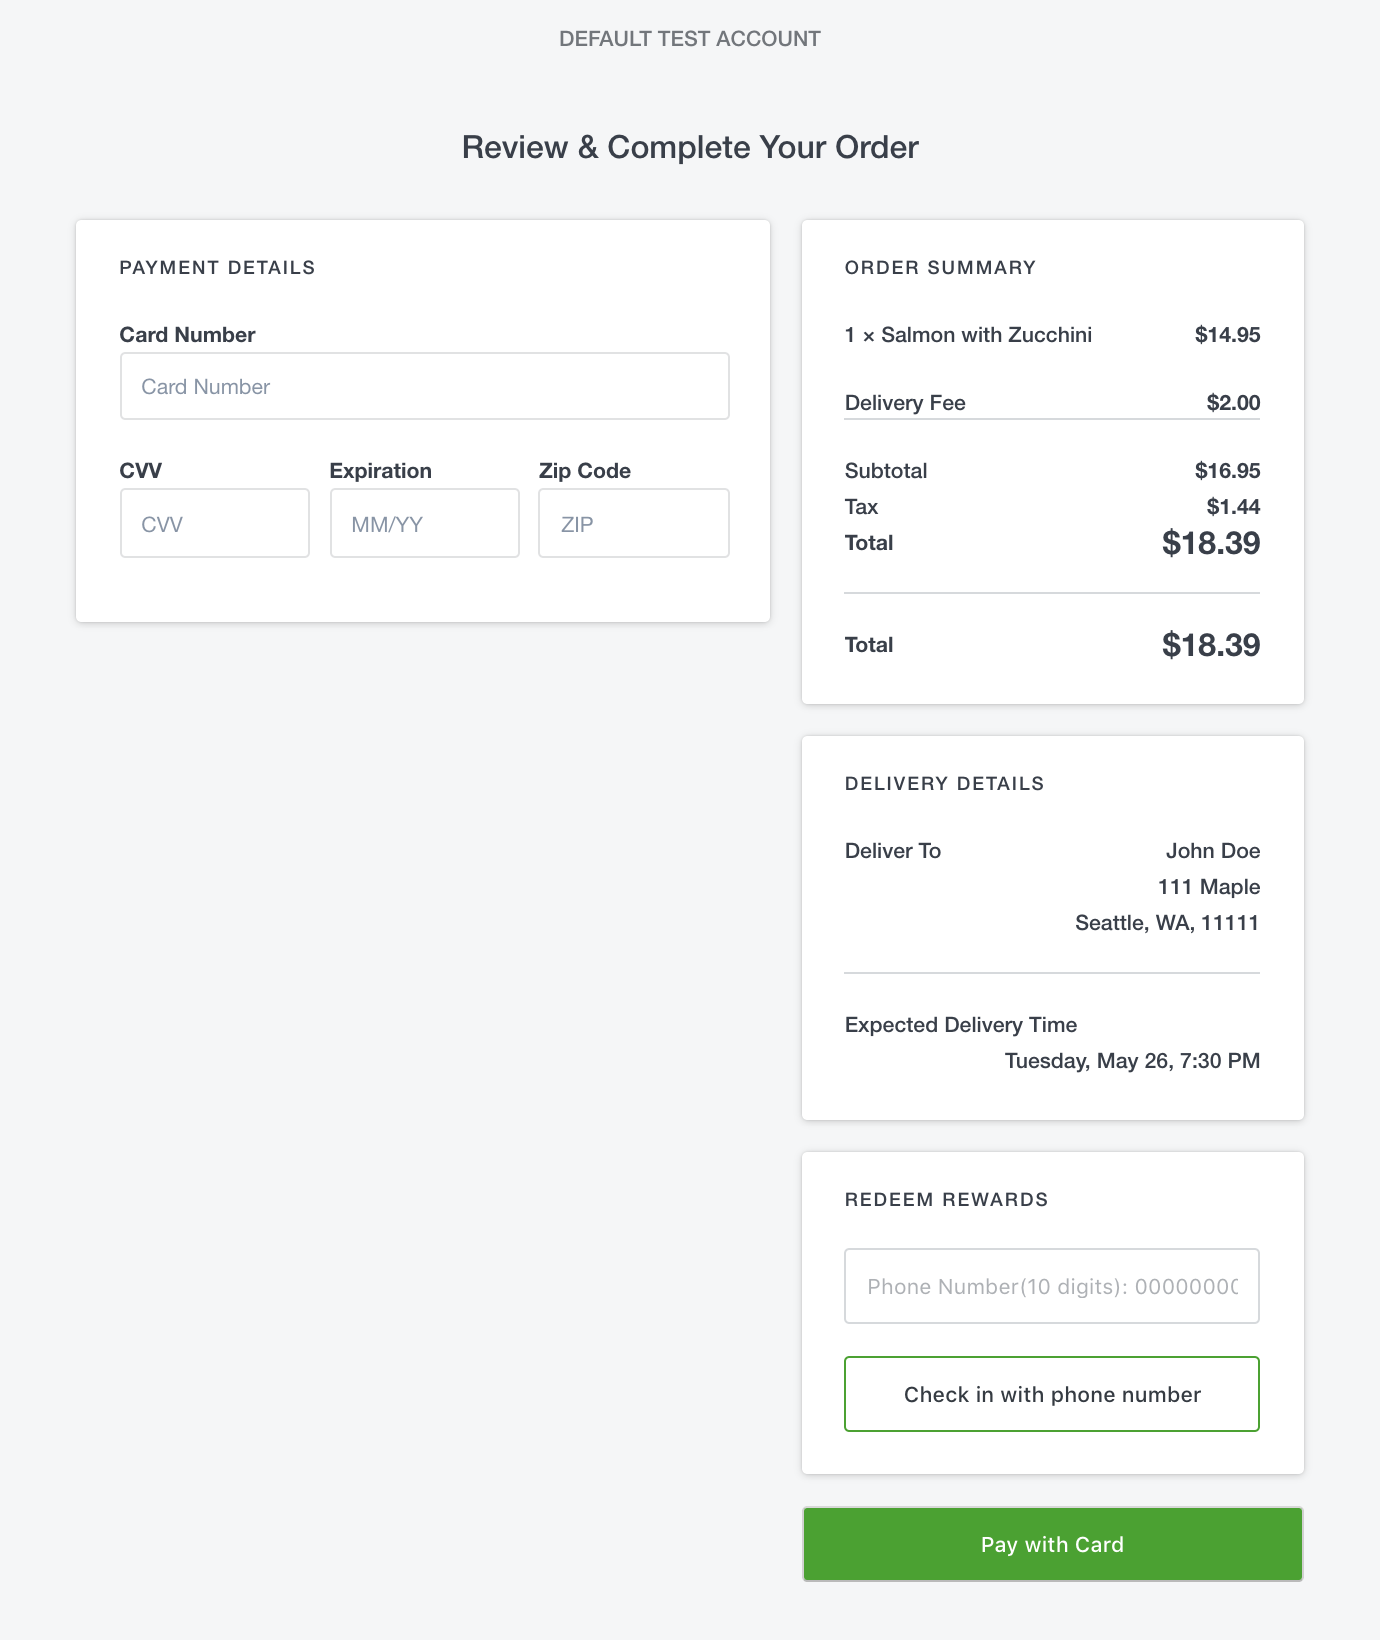 DEFAULT TEST ACCOUNT
Review & Complete Your Order
PAYMENT DETAILS
Card Number
Card Number
CVV Expiration Zip Code
CVV MM/YY ZIP
ORDER SUMMARY
1 × Salmon with Zucchini $14.95
Delivery Fee $2.00
Subtotal $16.95
Tax $1.44
Total $18.39
Total $18.39
DELIVERY DETAILS
Deliver To John Doe
111 Maple
Seattle, WA, 11111
Expected Delivery Time
Tuesday, May 26, 7:30 PM
REDEEM REWARDS
Phone Number(10 digits): 00000000
Check in with phone number
Pay with Card